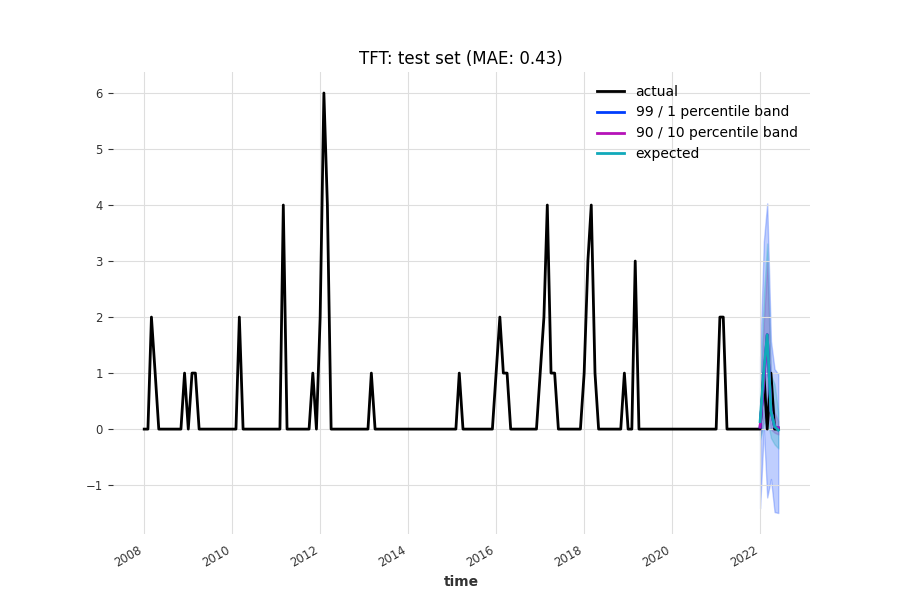 TFT: test set (MAE: 0.43)
actual
99 / 1 percentile band
90 / 10 percentile band
expected
6
5
4
3
2
1
0
−1
2008
2010
2012
2014
2016
2018
2020
2022
time